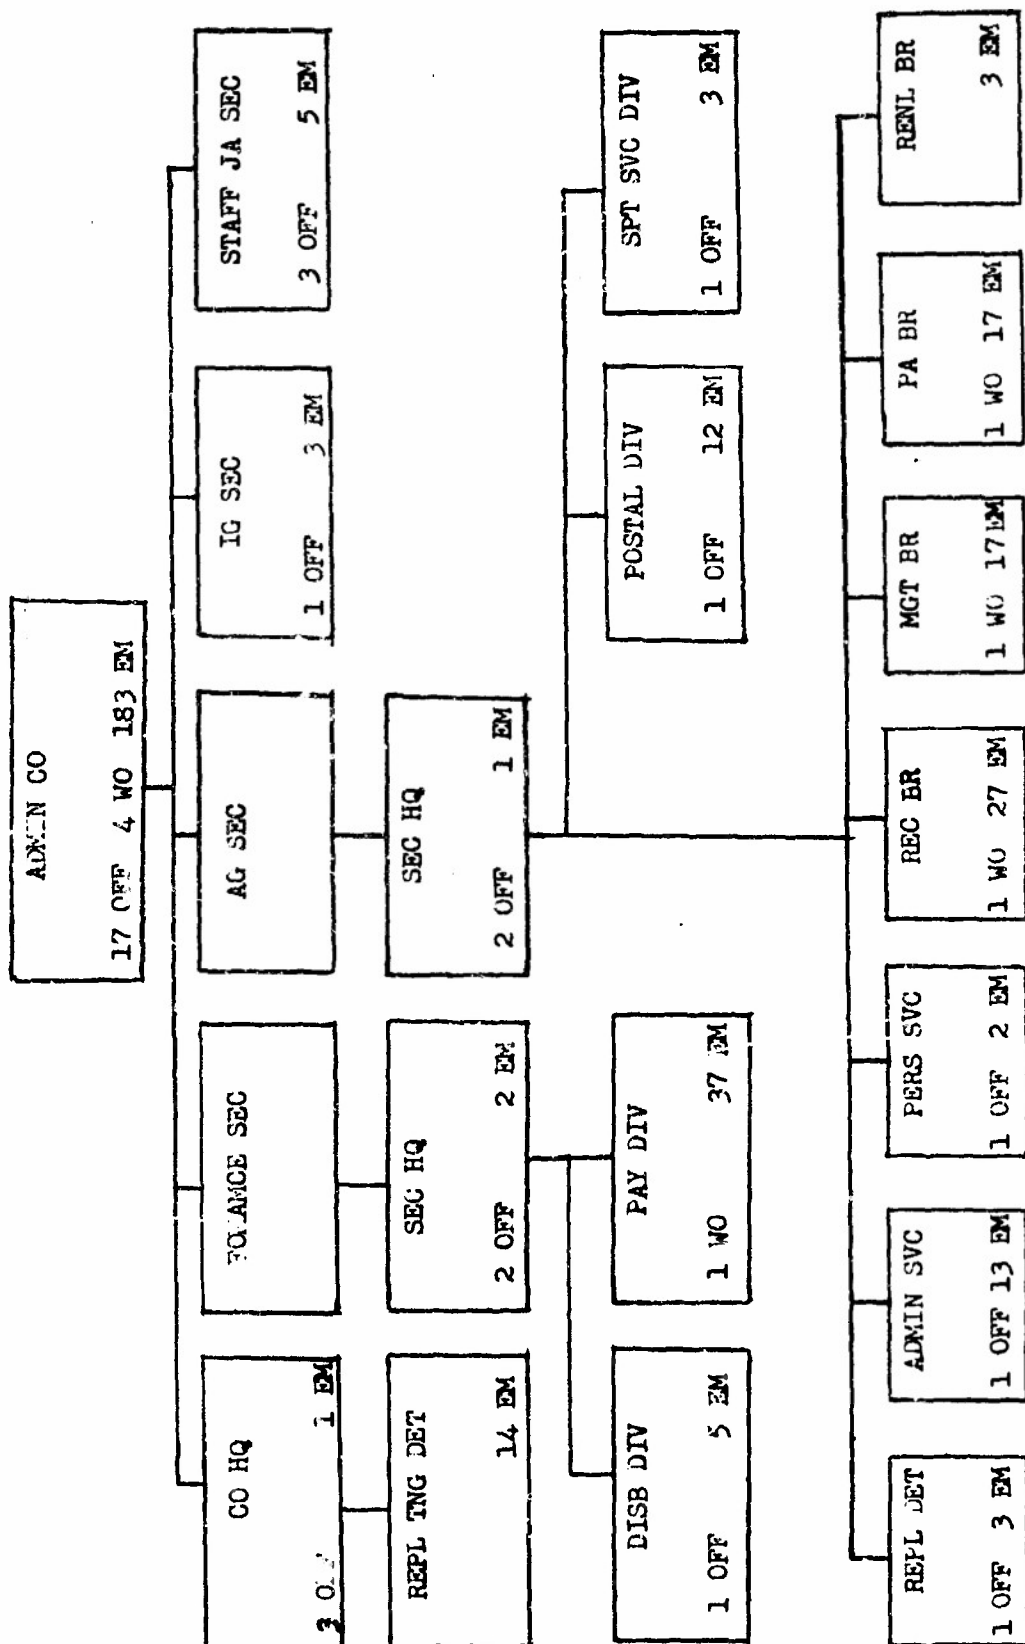 ADMIN CO
17 OFF 4 WO 183 EM
CO HQ
3 1 EM
SEC
AG SEC
IG SEC
1 OFF 3 EM
STAFF JA SEC
3 OFF 5 EM
REPL TNG DET
14 EM
SEC HQ
2 OFF 2 EM
SEC HQ
2 OFF 1 EM
DISB DIV
1 OFF 5 EM
PAY DIV
1 WO 37 EM
POSTAL DIV
1 OFF 12 EM
SPT SVC DIV
1 OFF 3 EM
REPL DET
1 OFF 3 EM
ADMIN SVC
1 OFF 13 EM
PERS SVC
1 OFF 2 EM
REC BR
1 WO 27 EM
MGT BR
1 WO 17 EM
PA BR
1 WO 17 EM
RENL BR
3 EM